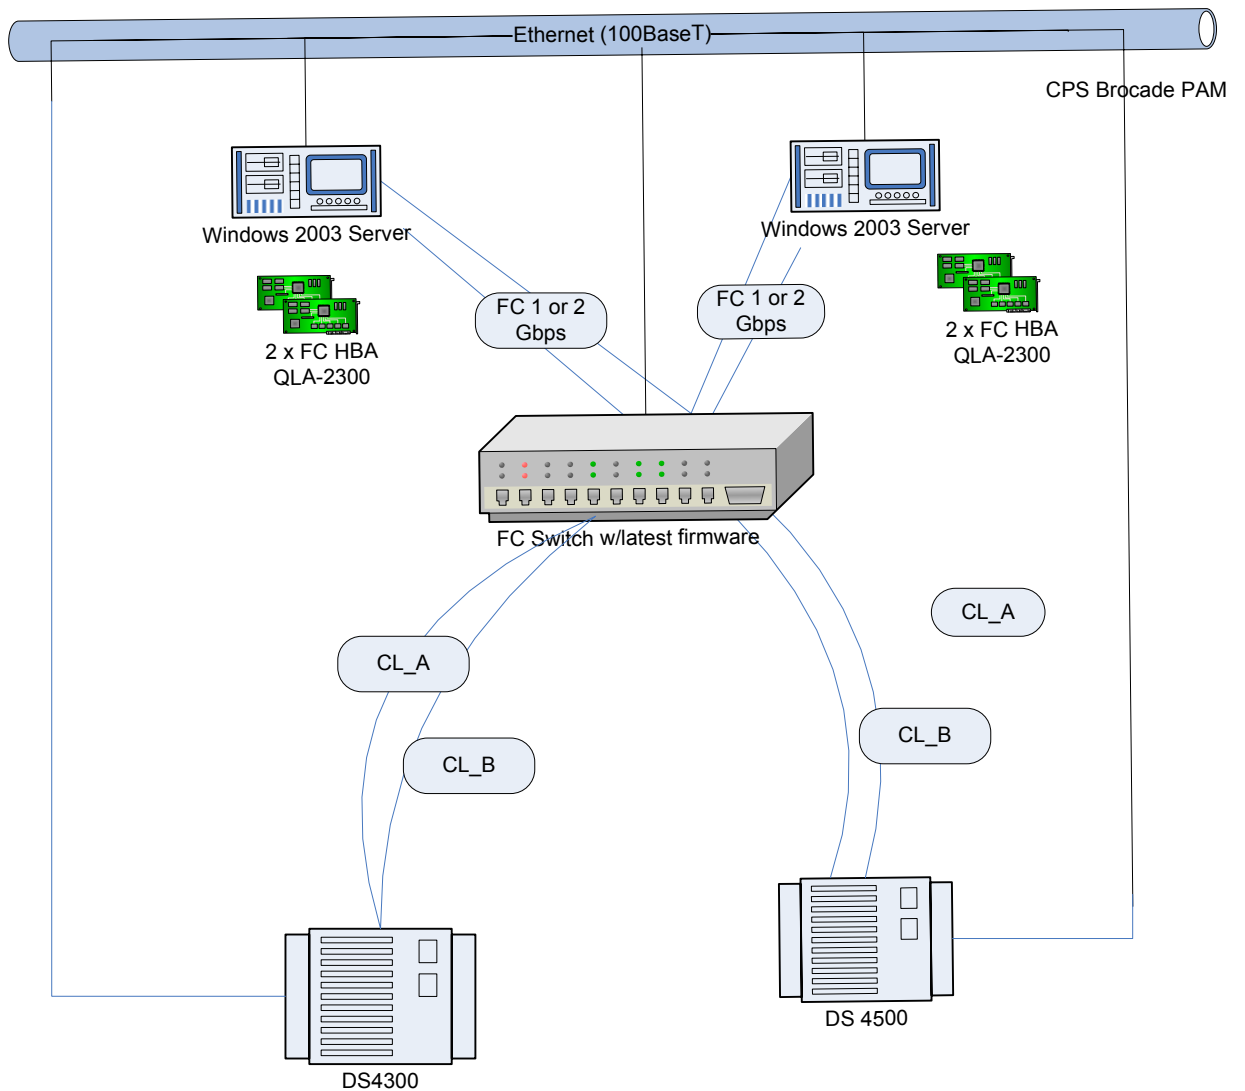 Ethernet (100BaseT)
CPS Brocade PAM
Windows 2003 Server
Windows 2003 Server
FC 1 or 2
Gbps
FC 1 or 2
Gbps
2 x FC HBA
QLA-2300
2 x FC HBA
QLA-2300
FC Switch w/latest firmware
CL_A
CL_A
CL_B
CL_B
DS 4500
DS4300